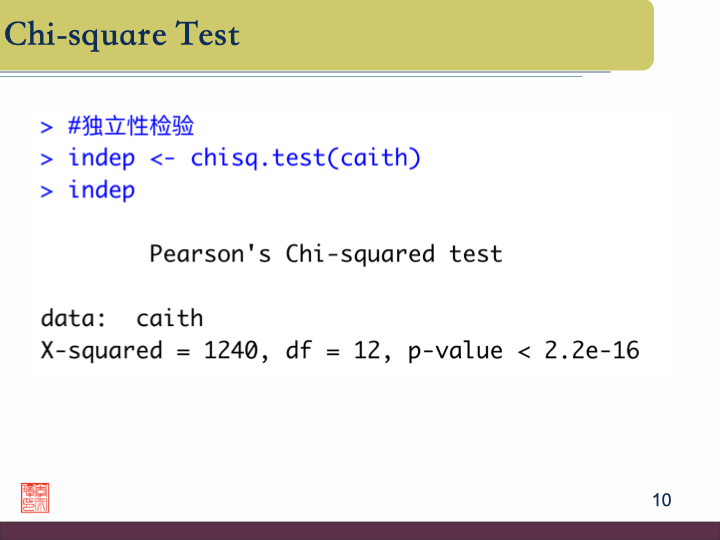 Chi-square Test
> #独立性检验
> indep <- chisq.test(caith)
> indep
Pearson's Chi-squared test
data:  caith
X-squared = 1240, df = 12, p-value < 2.2e-16
10